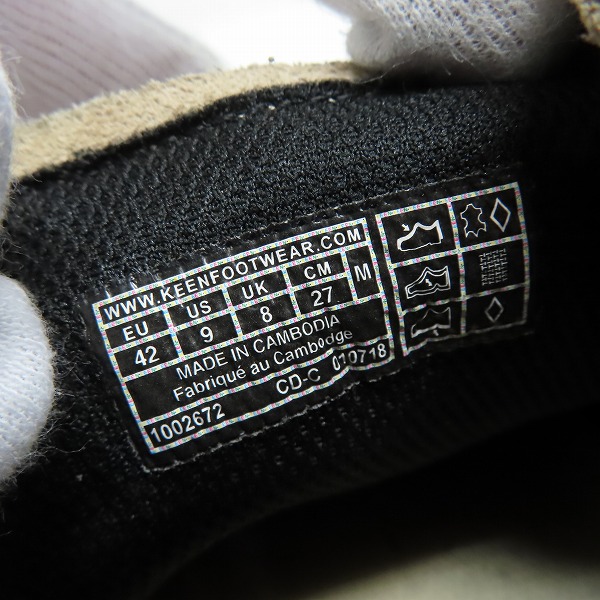 WWW.KEENFOOTWEAR.COM
EU US UK CM M
42 9 8 27
MADE IN CAMBODIA
Fabriqué au Cambodge
1002672 CD-C 010718